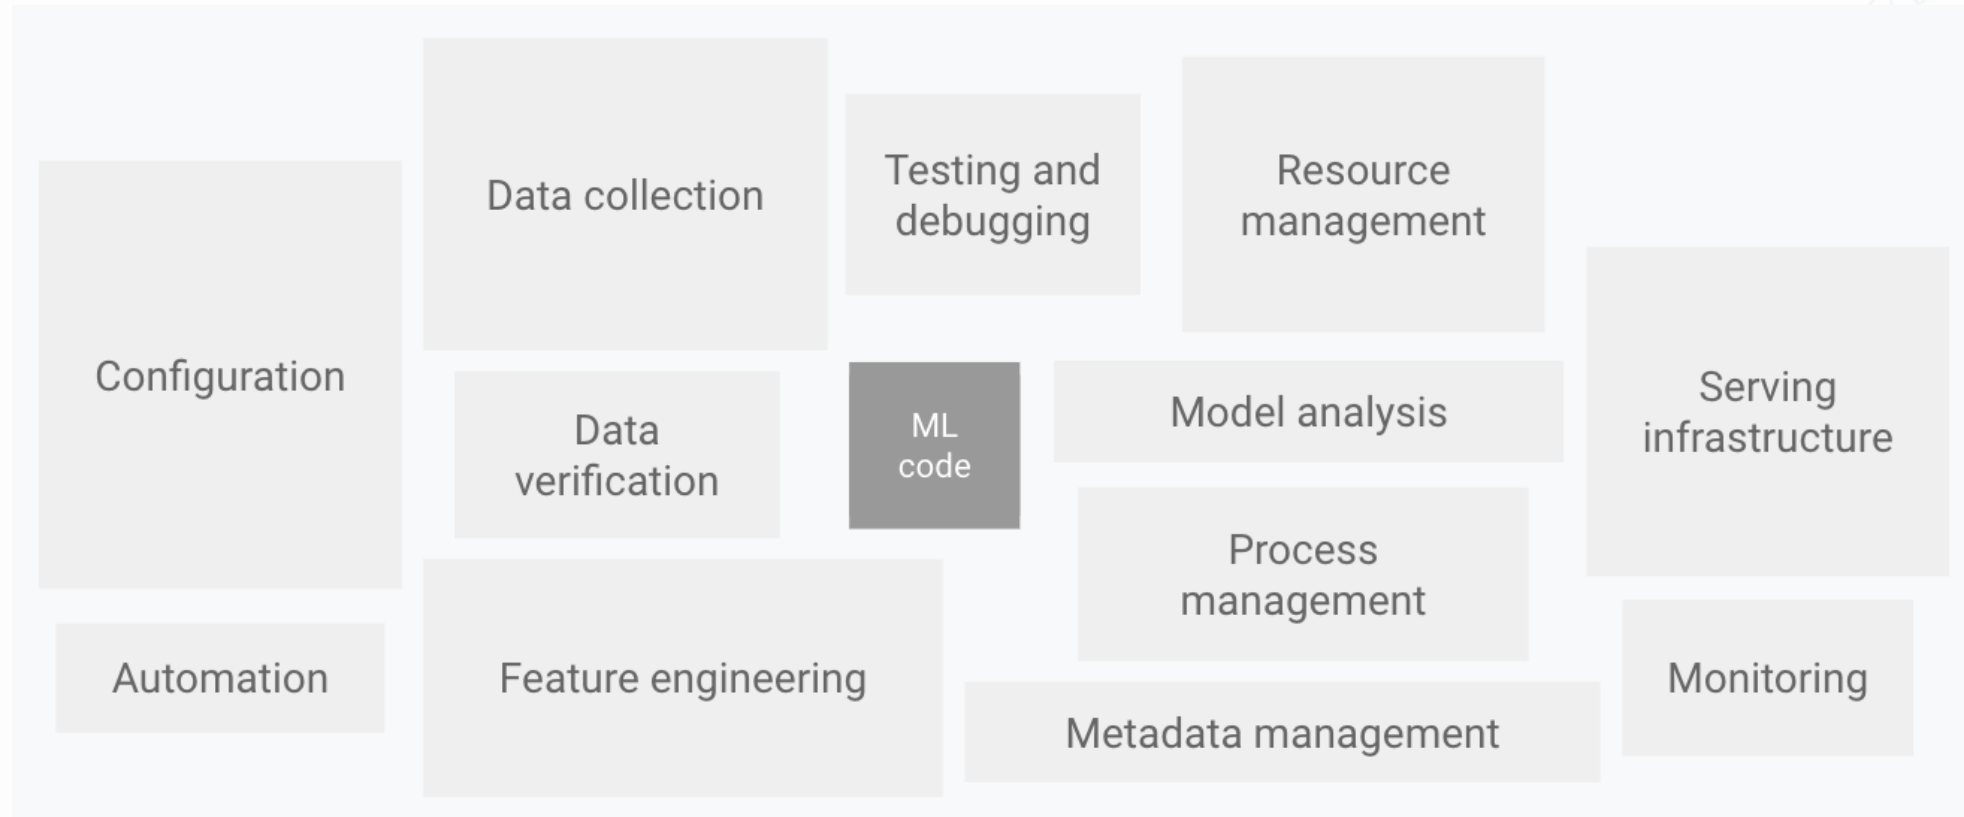 Configuration
Automation
Data collection
Data
verification
Feature engineering
Testing and
debugging
ML
code
Resource
management
Model analysis
Process
management
Metadata management
Serving
infrastructure
Monitoring